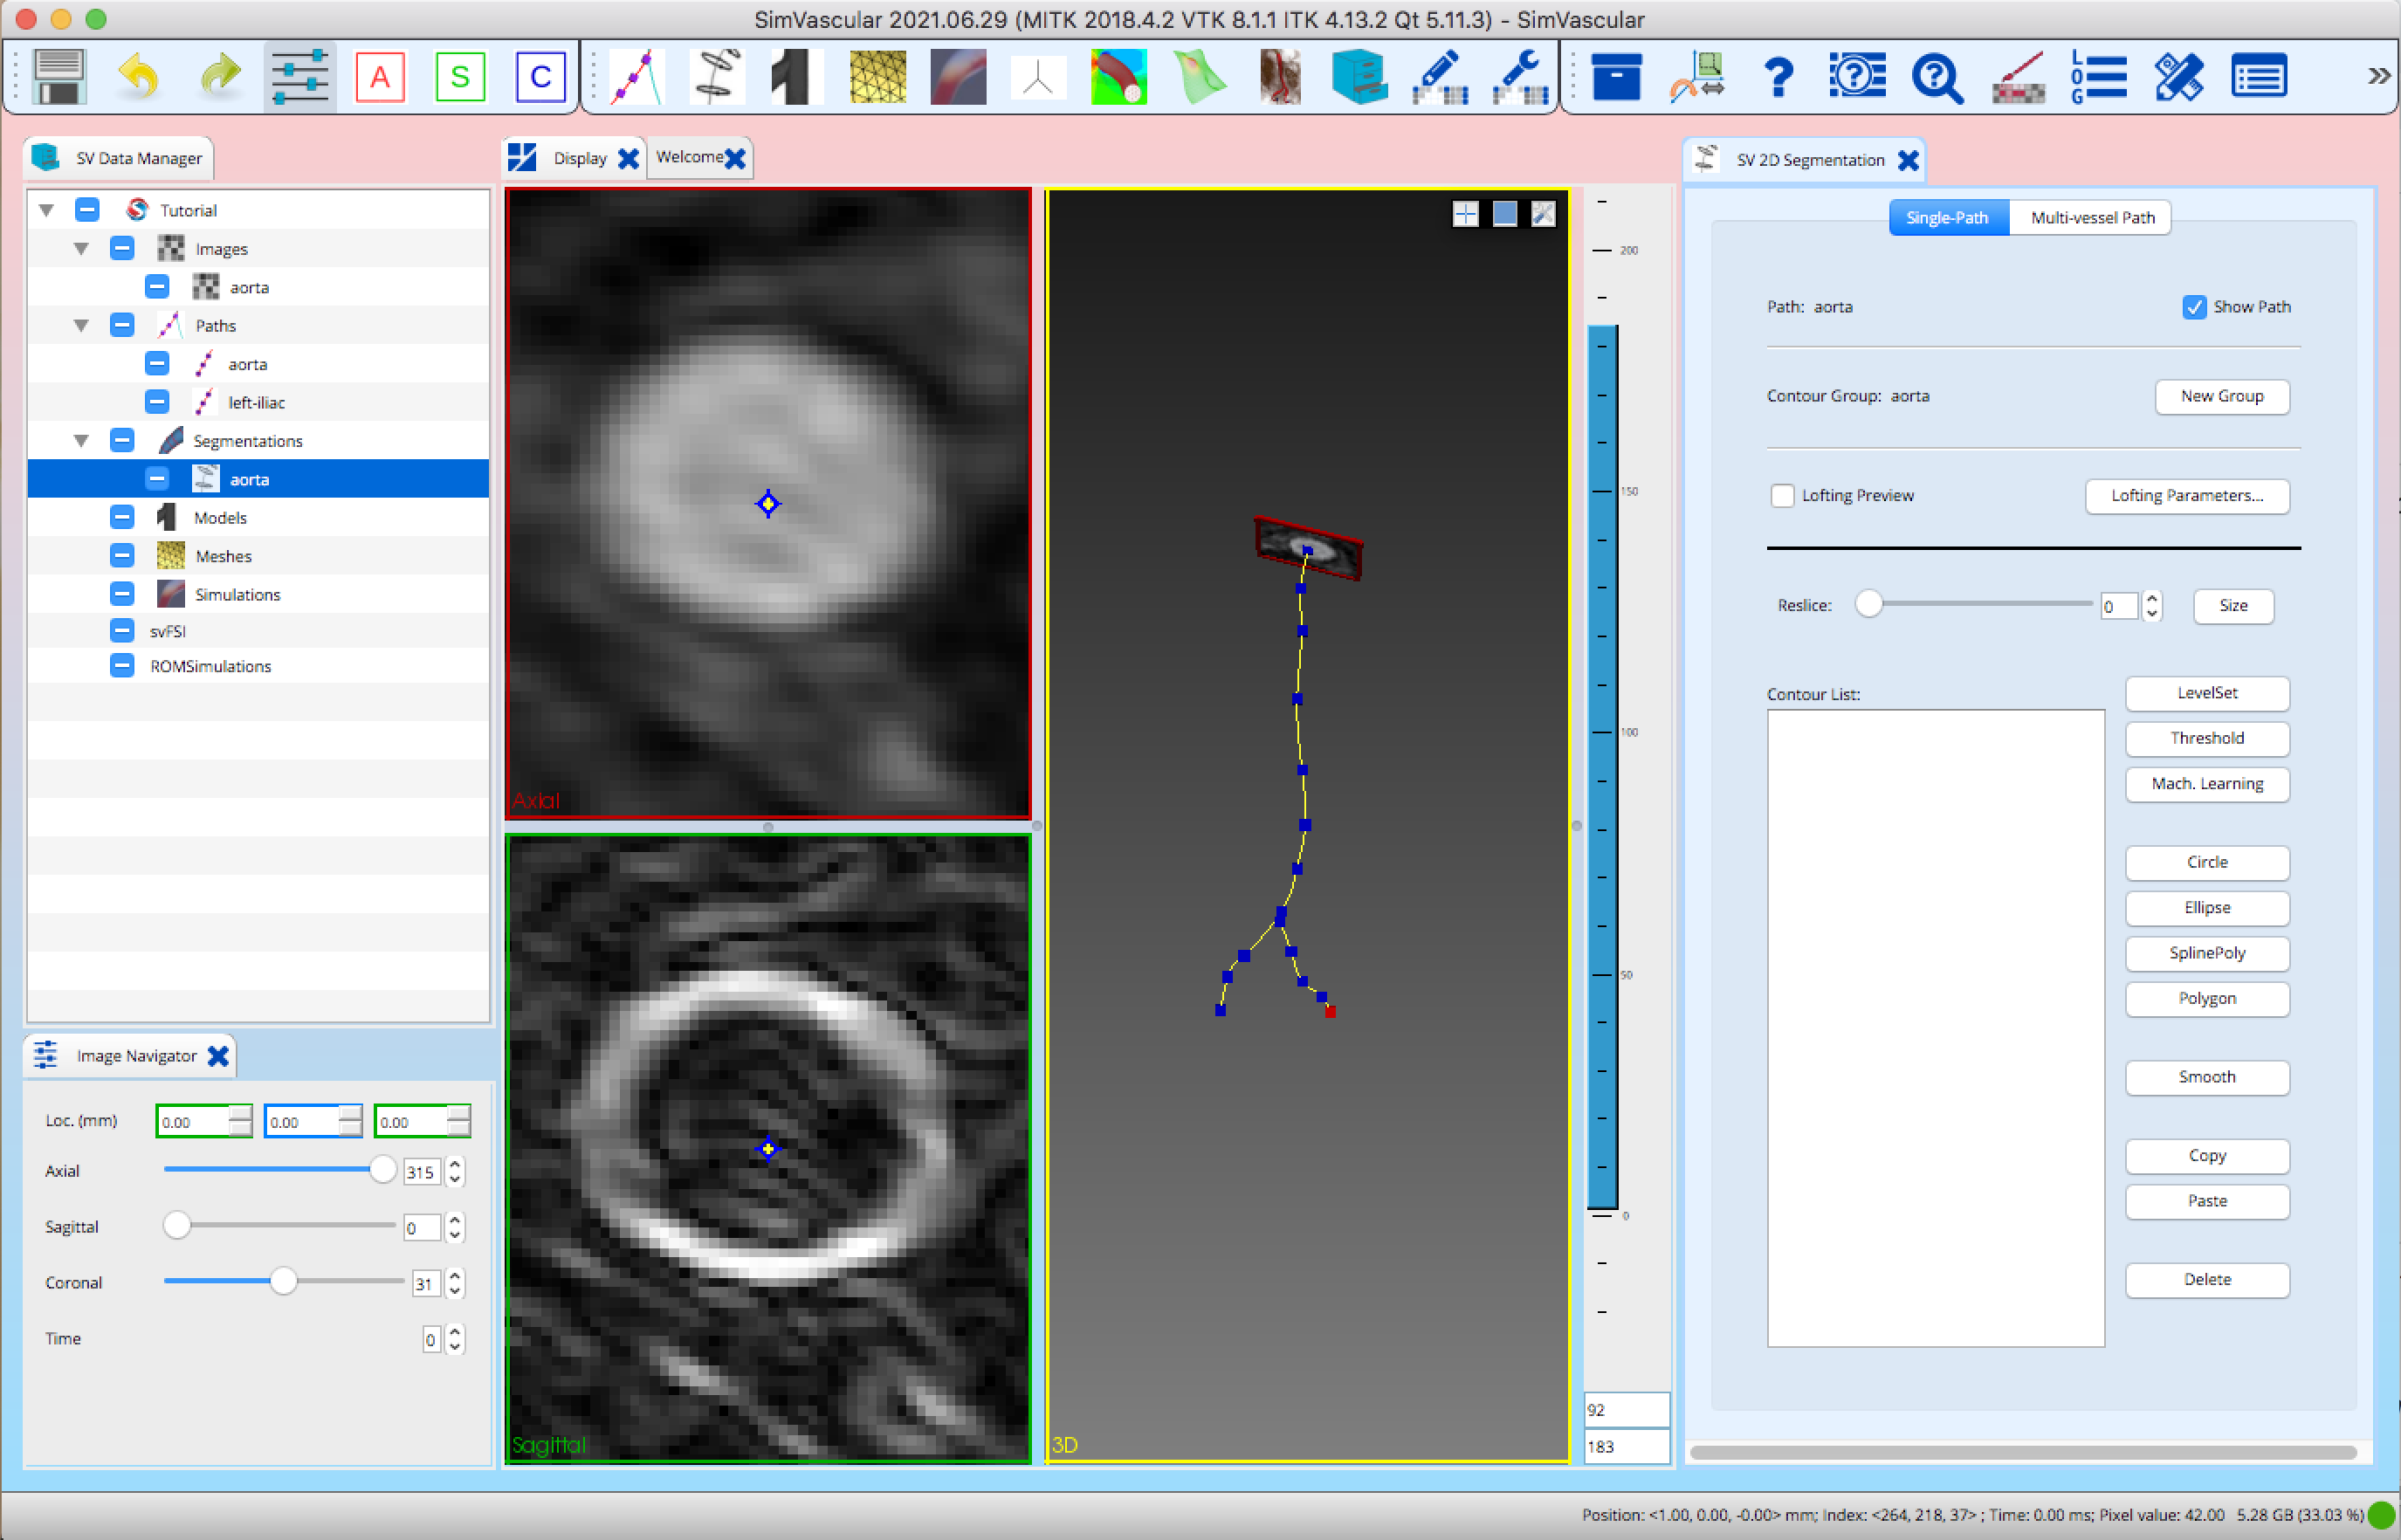 SimVascular 2021.06.29 (MITK 2018.4.2 VTK 8.1.1 ITK 4.13.2 Qt 5.11.3) - SimVascular
A S C
LOG
SV Data Manager
Tutorial
Images
aorta
Paths
aorta
left-iliac
Segmentations
aorta
Models
Meshes
Simulations
svFSI
ROMSimulations
Image Navigator
Loc. (mm) 0.00 0.00 0.00
Axial 315
Sagittal 0
Coronal 31
Time 0
Display Welcome
Axial
Sagittal
3D
200
150
100
50
0
92
183
SV 2D Segmentation
Single-Path Multi-vessel Path
Path: aorta Show Path
Contour Group: aorta New Group
Lofting Preview Lofting Parameters...
Reslice: 0 Size
Contour List:
LevelSet
Threshold
Mach. Learning
Circle
Ellipse
SplinePoly
Polygon
Smooth
Copy
Paste
Delete
Position: <1.00, 0.00, -0.00> mm; Index: <264, 218, 37> ; Time: 0.00 ms; Pixel value: 42.00 5.28 GB (33.03 %)